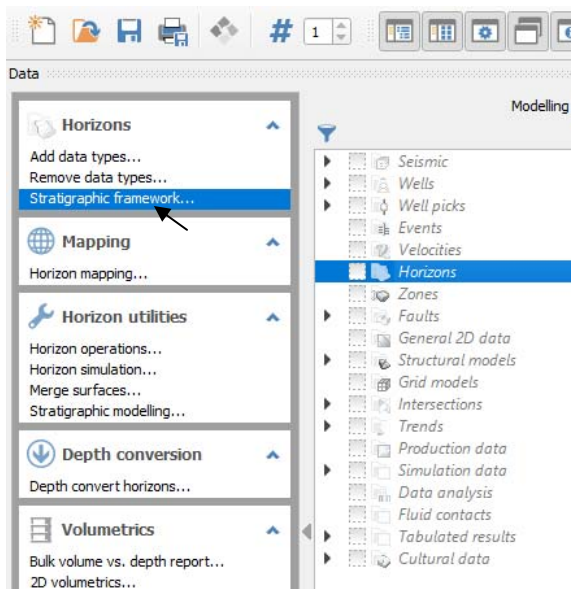 # 1
Data
Horizons
Add data types...
Remove data types...
Stratigraphic framework...
Mapping
Horizon mapping...
Horizon utilities
Horizon operations...
Horizon simulation...
Merge surfaces...
Stratigraphic modelling...
Depth conversion
Depth convert horizons...
Volumetrics
Bulk volume vs. depth report...
2D volumetrics...
Modelling
Seismic
Wells
Well picks
Events
Velocities
Horizons
Zones
Faults
General 2D data
Structural models
Grid models
Intersections
Trends
Production data
Simulation data
Data analysis
Fluid contacts
Tabulated results
Cultural data